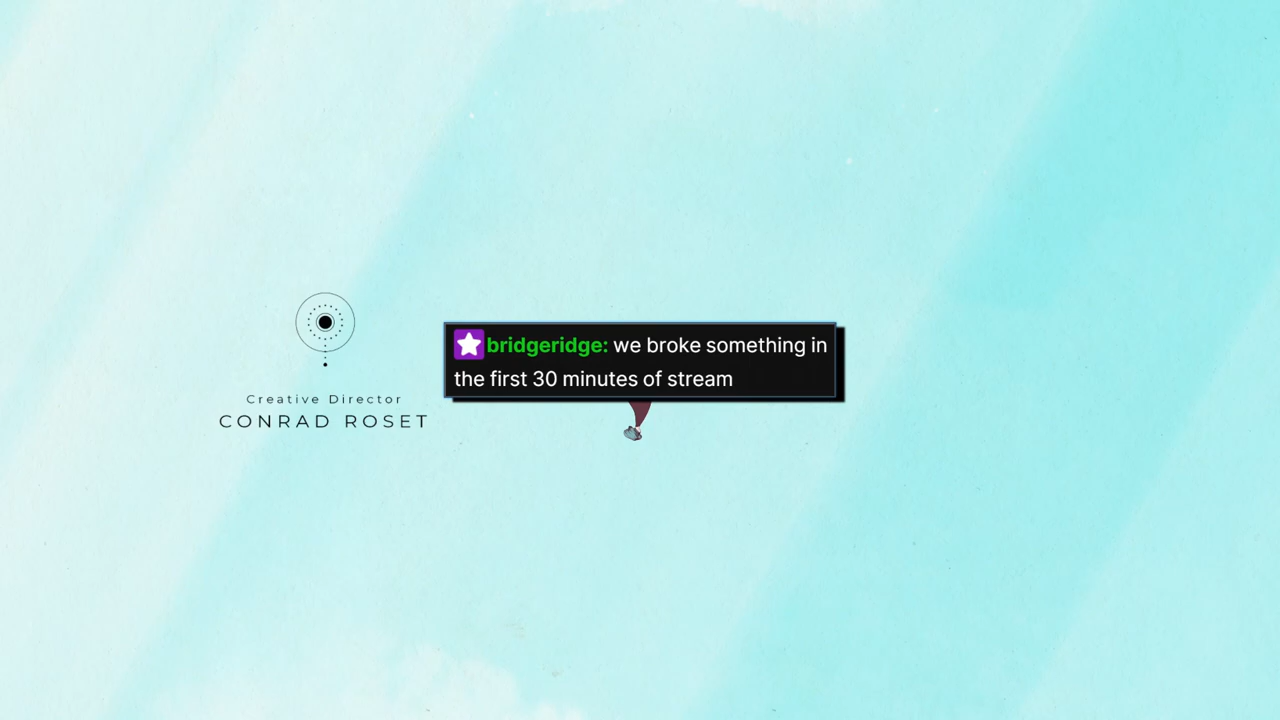 Creative Director
CONRAD ROSET
bridgeridge: we broke something in
the first 30 minutes of stream